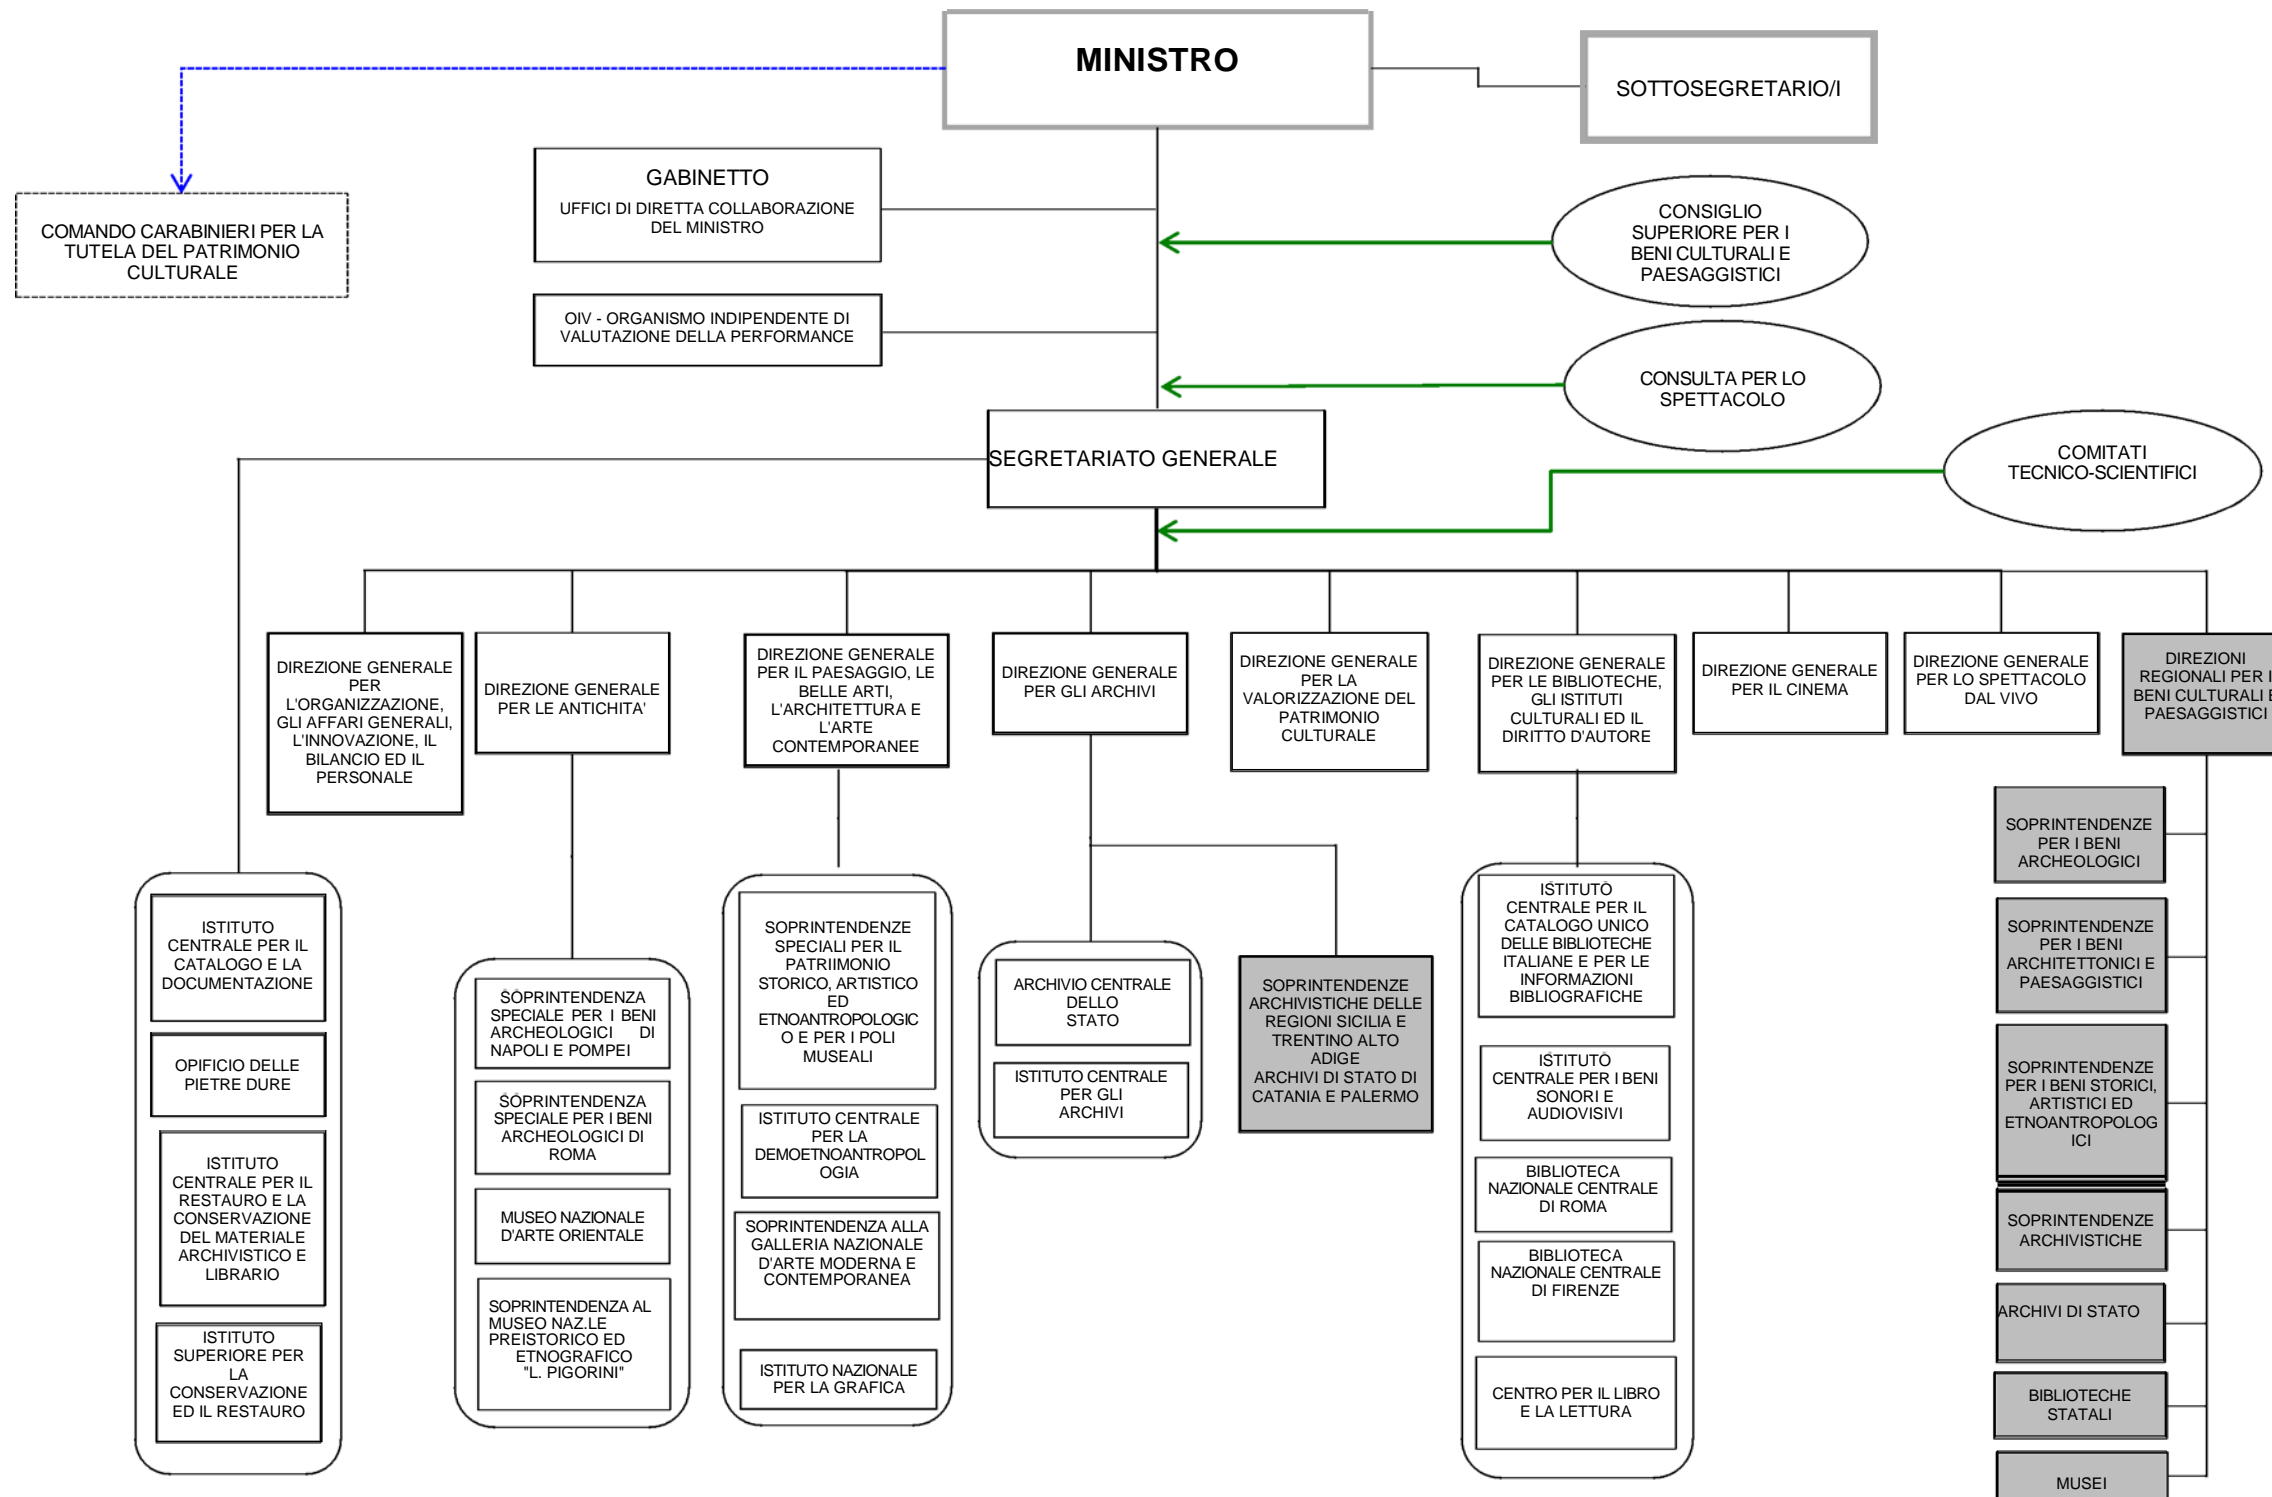 MINISTRO
SOTTOSEGRETARIO/I
GABINETTO
UFFICI DI DIRETTA COLLABORAZIONE
DEL MINISTRO
COMANDO CARABINIERI PER LA
TUTELA DEL PATRIMONIO
CULTURALE
CONSIGLIO
SUPERIORE PER I
BENI CULTURALI E
PAESAGGISTICI
OIV - ORGANISMO INDIPENDENTE DI
VALUTAZIONE DELLA PERFORMANCE
CONSULTA PER LO
SPETTACOLO
SEGRETARIATO GENERALE
COMITATI
TECNICO-SCIENTIFICI
DIREZIONE GENERALE
PER
L'ORGANIZZAZIONE,
GLI AFFARI GENERALI,
L'INNOVAZIONE, IL
BILANCIO ED IL
PERSONALE
DIREZIONE GENERALE
PER LE ANTICHITA'
DIREZIONE GENERALE
PER IL PAESAGGIO, LE
BELLE ARTI,
L'ARCHITETTURA E
L'ARTE
CONTEMPORANEE
DIREZIONE GENERALE
PER GLI ARCHIVI
DIREZIONE GENERALE
PER LA
VALORIZZAZIONE DEL
PATRIMONIO
CULTURALE
DIREZIONE GENERALE
PER LE BIBLIOTECHE,
GLI ISTITUTI
CULTURALI ED IL
DIRITTO D'AUTORE
DIREZIONE GENERALE
PER IL CINEMA
DIREZIONE GENERALE
PER LO SPETTACOLO
DAL VIVO
DIREZIONI
REGIONALI PER I
BENI CULTURALI E
PAESAGGISTICI
ISTITUTO
CENTRALE PER IL
CATALOGO E LA
DOCUMENTAZIONE
OPIFICIO DELLE
PIETRE DURE
ISTITUTO
CENTRALE PER IL
RESTAURO E LA
CONSERVAZIONE
DEL MATERIALE
ARCHIVISTICO E
LIBRARIO
ISTITUTO
SUPERIORE PER
LA
CONSERVAZIONE
ED IL RESTAURO
SOPRINTENDENZA
SPECIALE PER I BENI
ARCHEOLOGICI DI
NAPOLI E POMPEI
SOPRINTENDENZA
SPECIALE PER I BENI
ARCHEOLOGICI DI
ROMA
MUSEO NAZIONALE
D'ARTE ORIENTALE
SOPRINTENDENZA AL
MUSEO NAZ.LE
PREISTORICO ED
ETNOGRAFICO
"L. PIGORINI"
SOPRINTENDENZE
SPECIALI PER IL
PATRIIMONIO
STORICO, ARTISTICO
ED
ETNOANTROPOLOGIC
O E PER I POLI
MUSEALI
ISTITUTO CENTRALE
PER LA
DEMOETNOANTROPOL
OGIA
SOPRINTENDENZA ALLA
GALLERIA NAZIONALE
D'ARTE MODERNA E
CONTEMPORANEA
ISTITUTO NAZIONALE
PER LA GRAFICA
ARCHIVIO CENTRALE
DELLO
STATO
ISTITUTO CENTRALE
PER GLI
ARCHIVI
SOPRINTENDENZE
ARCHIVISTICHE DELLE
REGIONI SICILIA E
TRENTINO ALTO
ADIGE
ARCHIVI DI STATO DI
CATANIA E PALERMO
ISTITUTO
CENTRALE PER IL
CATALOGO UNICO
DELLE BIBLIOTECHE
ITALIANE E PER LE
INFORMAZIONI
BIBLIOGRAFICHE
ISTITUTO
CENTRALE PER I BENI
SONORI E
AUDIOVISIVI
BIBLIOTECA
NAZIONALE CENTRALE
DI ROMA
BIBLIOTECA
NAZIONALE CENTRALE
DI FIRENZE
CENTRO PER IL LIBRO
E LA LETTURA
SOPRINTENDENZE
PER I BENI
ARCHEOLOGICI
SOPRINTENDENZE
PER I BENI
ARCHITETTONICI E
PAESAGGISTICI
SOPRINTENDENZE
PER I BENI STORICI,
ARTISTICI ED
ETNOANTROPOLOG
ICI
SOPRINTENDENZE
ARCHIVISTICHE
ARCHIVI DI STATO
BIBLIOTECHE
STATALI
MUSEI